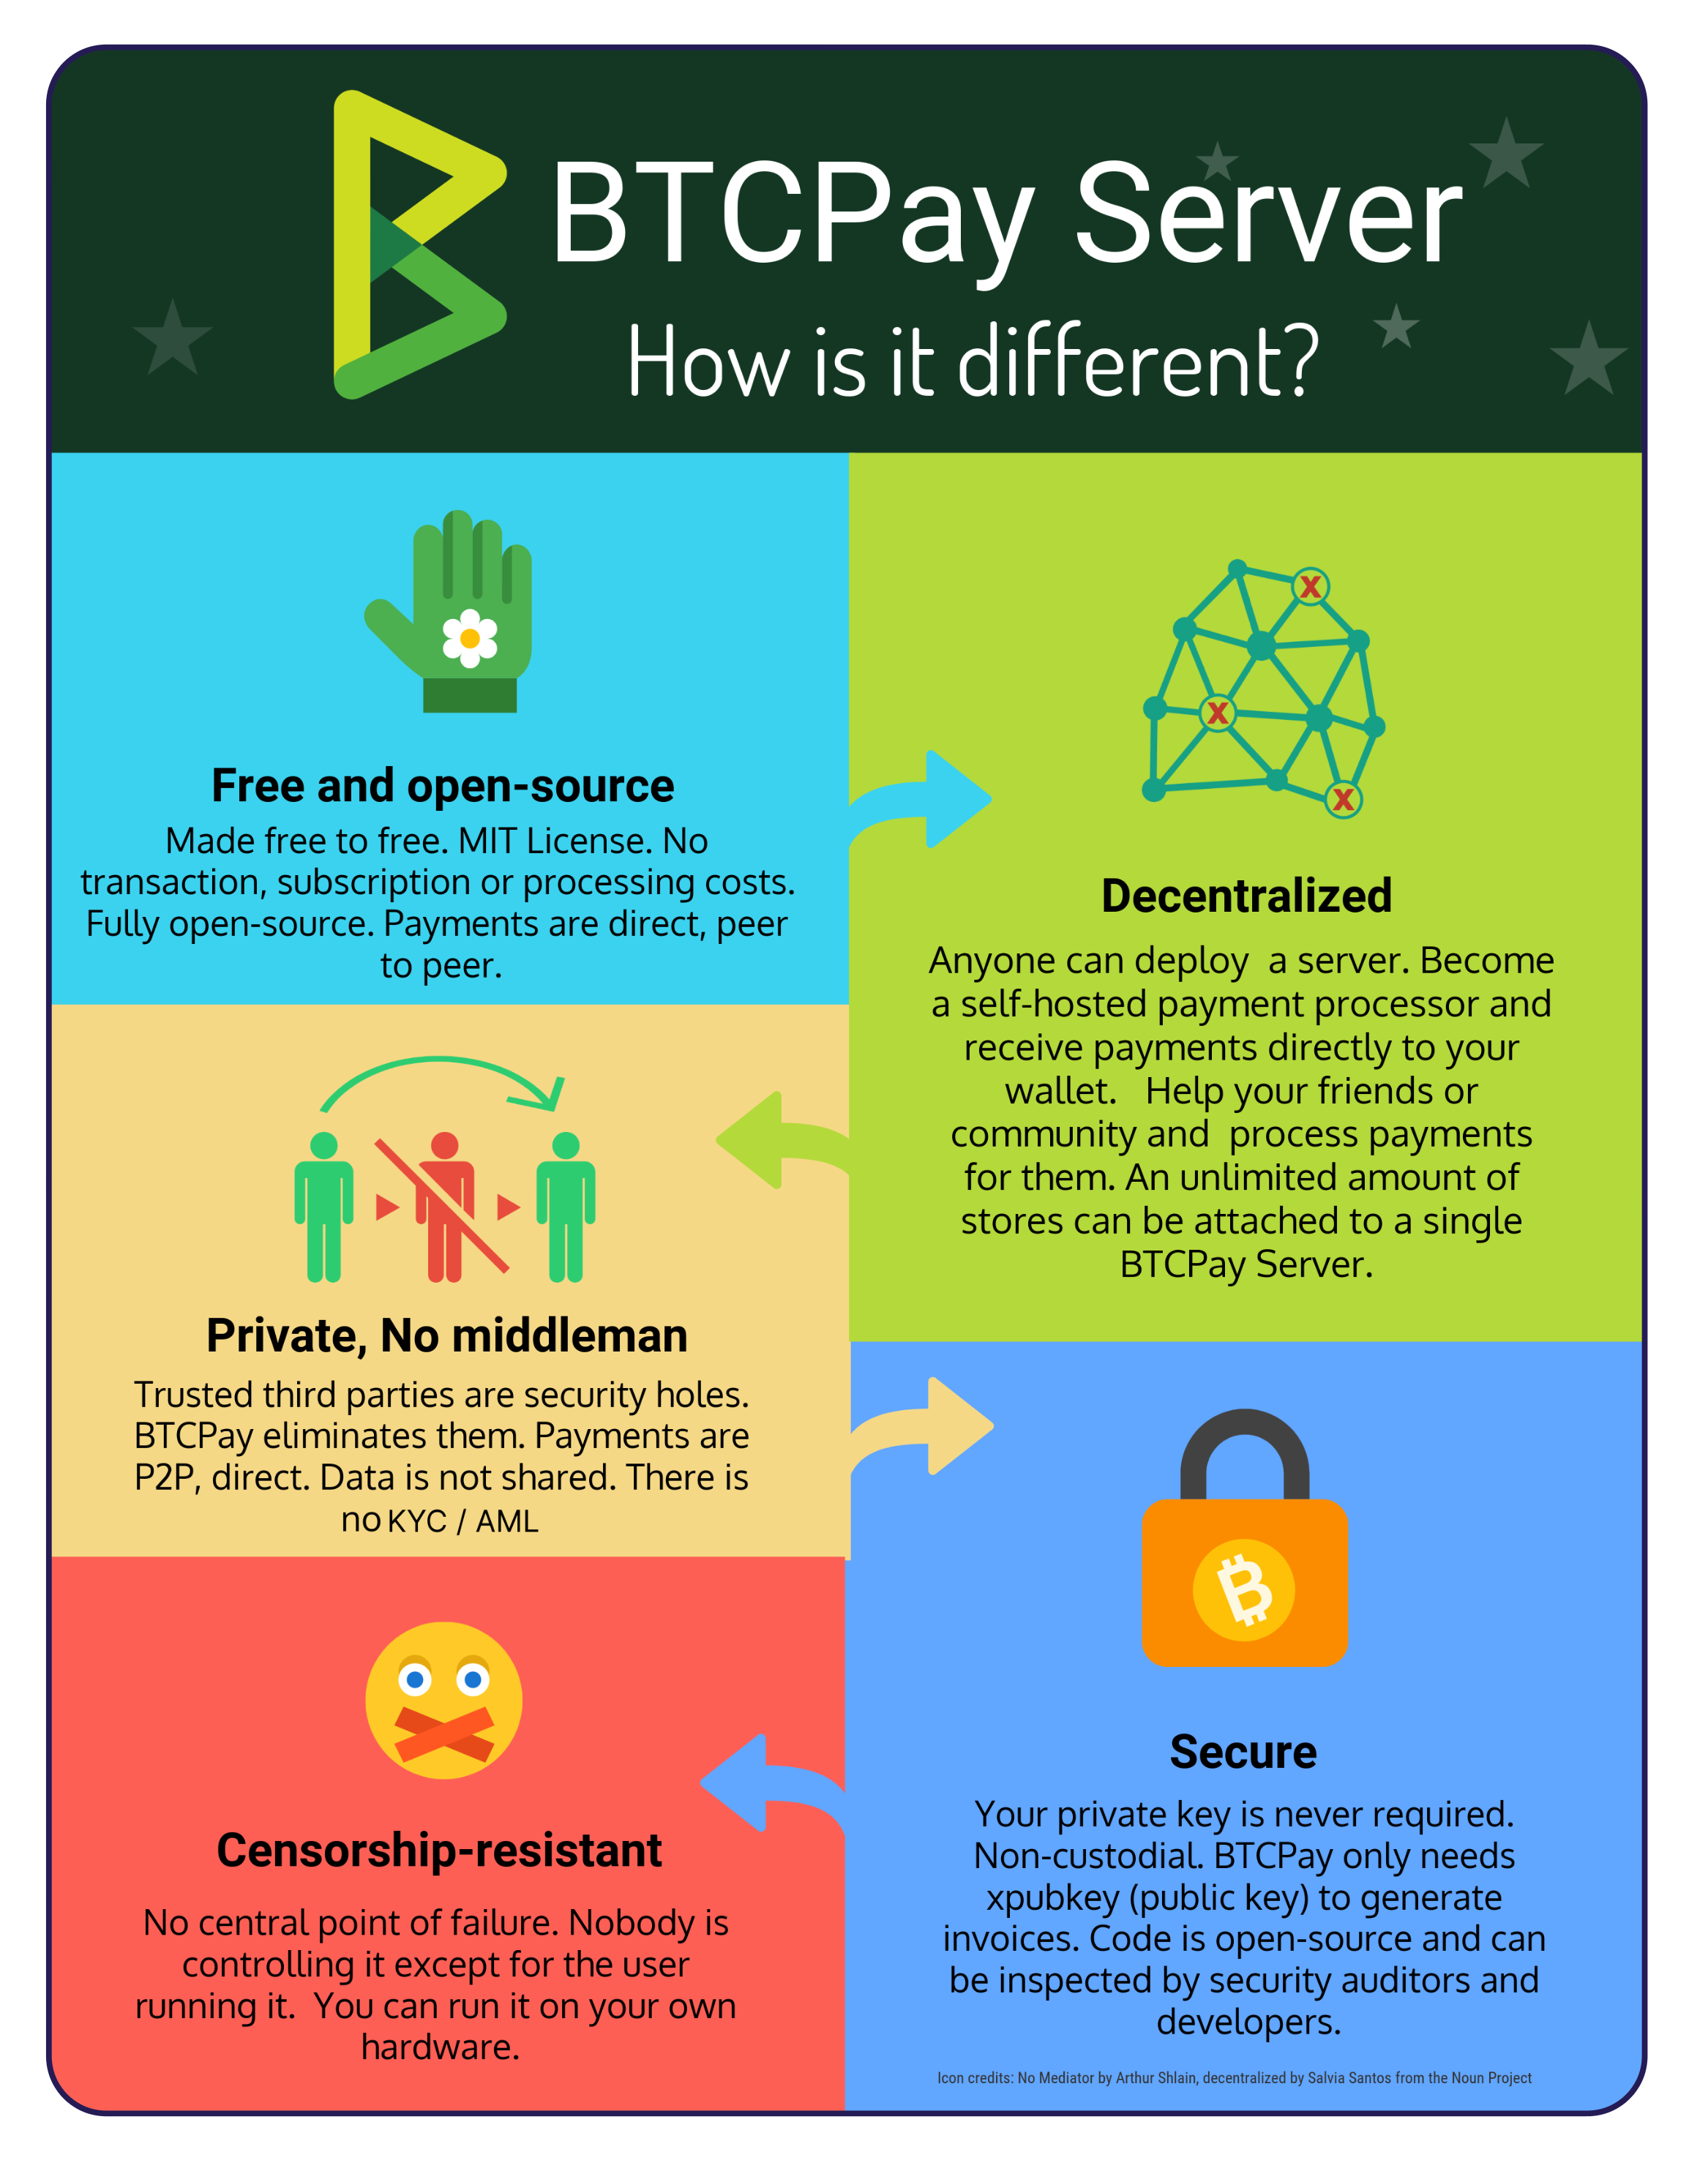 BTCPay Server
How is it different?
Free and open-source
Made free to free. MIT License. No
transaction, subscription or processing costs.
Fully open-source. Payments are direct, peer
to peer.
X
X
X
Decentralized
Anyone can deploy  a server. Become
a self-hosted payment processor and
receive payments directly to your
wallet.   Help your friends or
community and  process payments
for them. An unlimited amount of
stores can be attached to a single
BTCPay Server.
Private, No middleman
Trusted third parties are security holes.
BTCPay eliminates them. Payments are
P2P, direct. Data is not shared. There is
no KYC / AML
Secure
Your private key is never required.
Non-custodial. BTCPay only needs
xpubkey (public key) to generate
invoices. Code is open-source and can
be inspected by security auditors and
developers.
Censorship-resistant
No central point of failure. Nobody is
controlling it except for the user
running it.  You can run it on your own
hardware.
Icon credits: No Mediator by Arthur Shlain, decentralized by Salvia Santos from the Noun Project